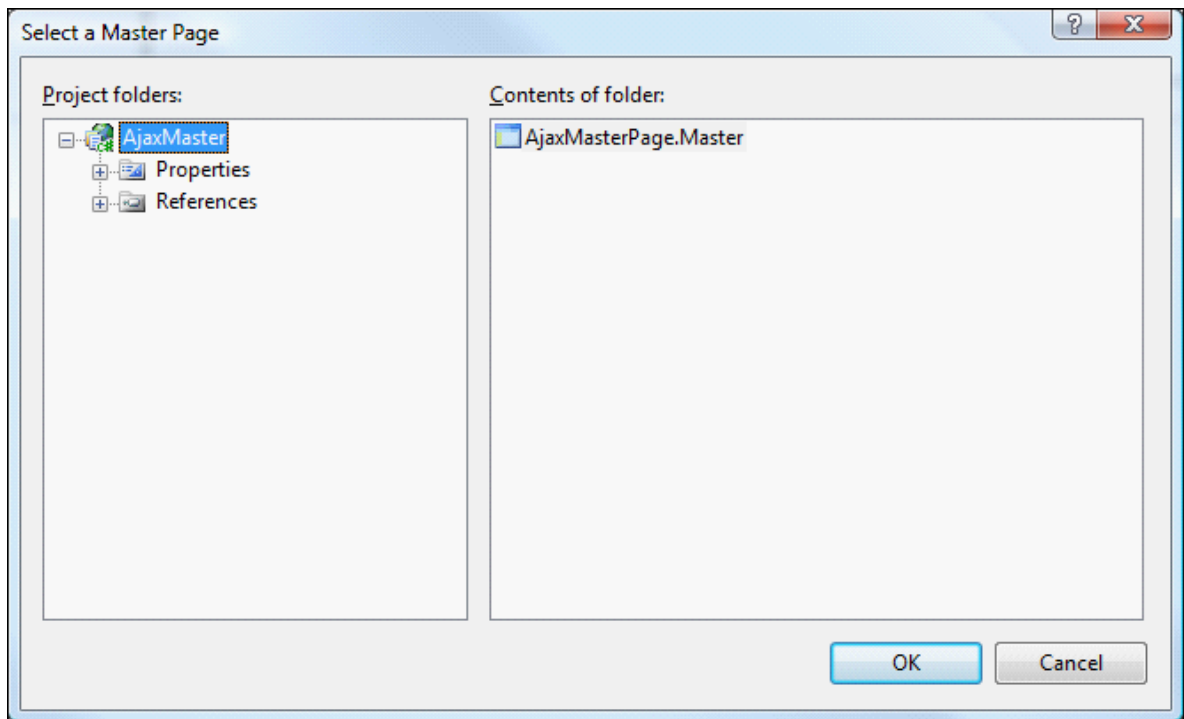 Select a Master Page
?
X
Project folders:
Contents of folder:
AjaxMaster
AjaxMasterPage.Master
Properties
References
OK
Cancel